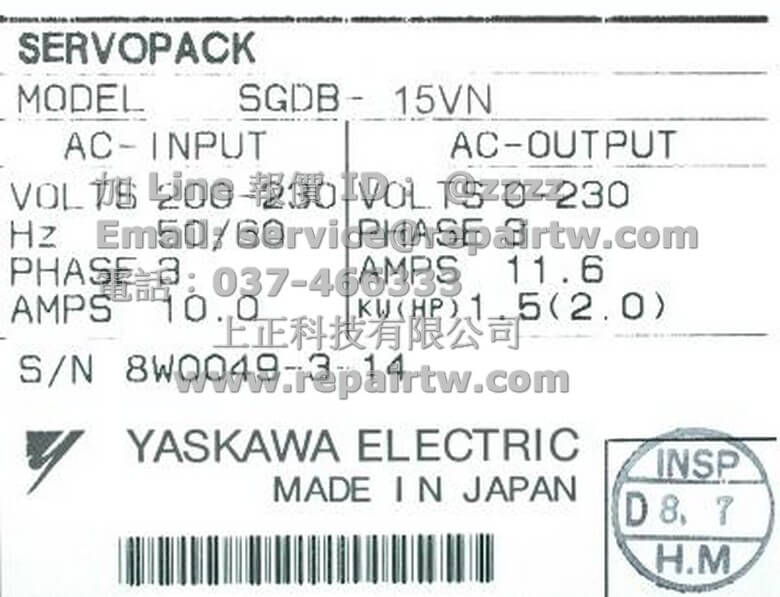 SERVOPACK
MODEL SGDB-15VN
AC-INPUT AC-OUTPUT
加 Line 報價 ID： @zzzz
VOLTS 200-230 VOLTS 0-230
Email: service@repairtw.com
Hz 50/60 PHASE 3
PHASE 3 AMPS 11.6
電話：037-466333
AMPS 10.0 KW(HP) 1.5(2.0)
上正科技有限公司
S/N 8W0049-3-14
www.repairtw.com
YASKAWA ELECTRIC
MADE IN JAPAN
INSP
D 8. 7
H.M